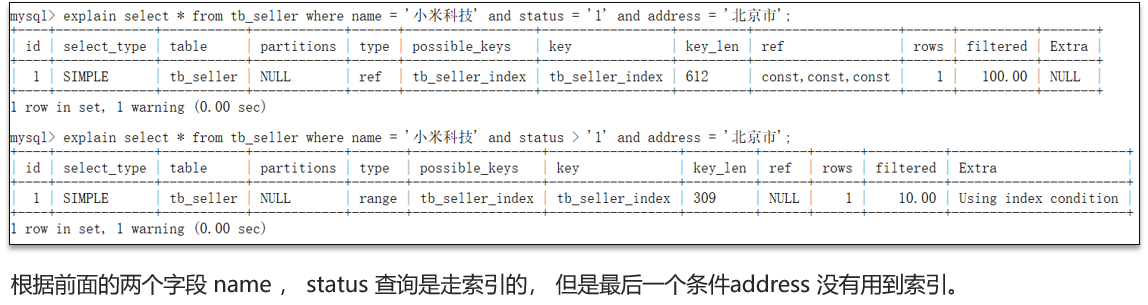 mysql> explain select * from tb_seller where name = '小米科技' and status = '1' and address = '北京市';
+----+-------------+-----------+------------+------+-----------------+-----------------+---------+-------------------+------+----------+-------+
| id | select_type | table | partitions | type | possible_keys | key | key_len | ref | rows | filtered | Extra |
| 1 | SIMPLE | tb_seller | NULL | ref | tb_seller_index | tb_seller_index | 612 | const,const,const | 1 | 100.00 | NULL |
1 row in set, 1 warning (0.00 sec)
mysql> explain select * from tb_seller where name = '小米科技' and status > '1' and address = '北京市';
| id | select_type | table | partitions | type | possible_keys | key | key_len | ref | rows | filtered | Extra |
| 1 | SIMPLE | tb_seller | NULL | range | tb_seller_index | tb_seller_index | 309 | NULL | 1 | 10.00 | Using index condition |
1 row in set, 1 warning (0.00 sec)
根据前面的两个字段 name ， status 查询是走索引的， 但是最后一个条件address 没有用到索引。